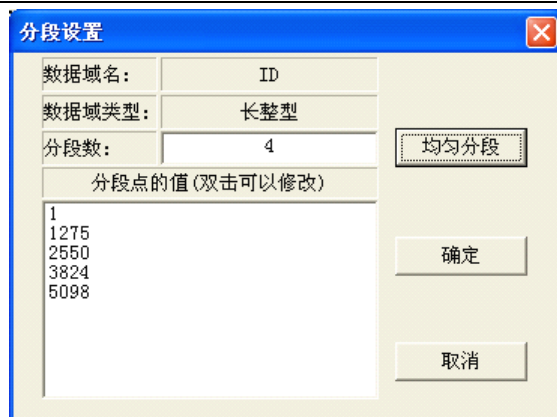 分段设置
数据域名: ID
数据域类型: 长整型
分段数: 4
均匀分段
分段点的值(双击可以修改)
1
1275
2550
3824
5098
确定
取消